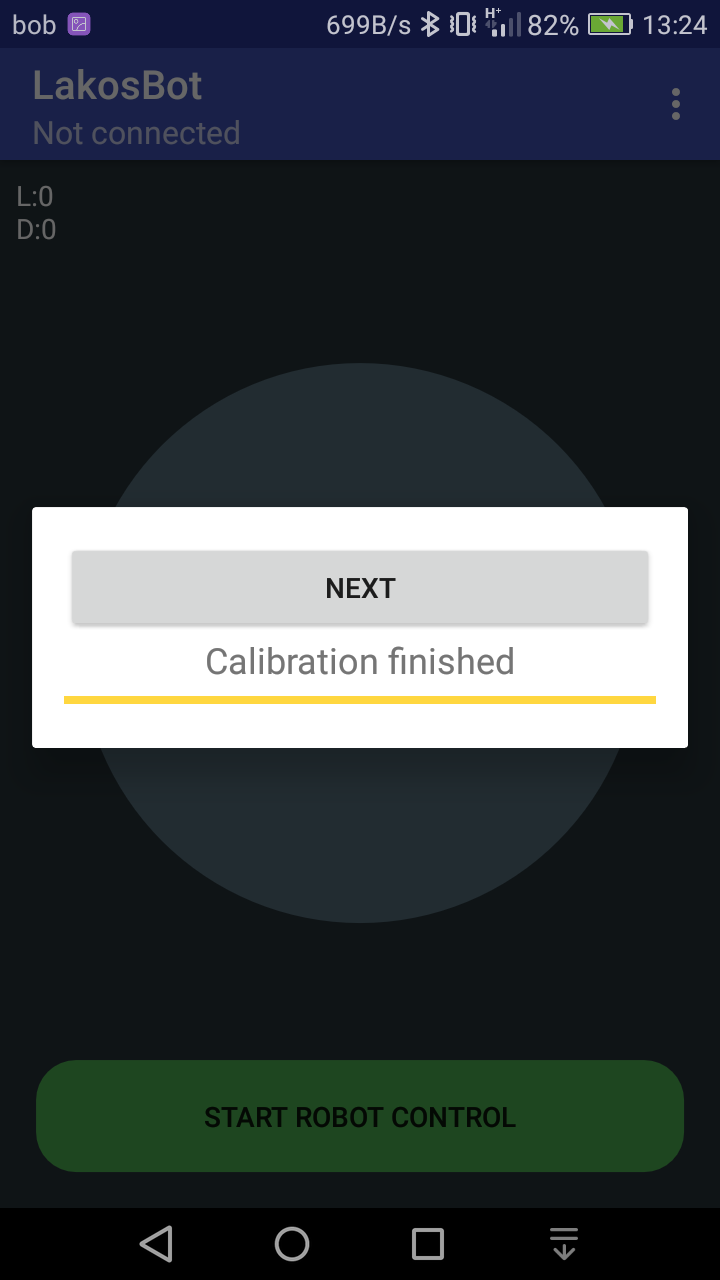 bob 699B/s H+ 82% 13:24
LakosBot
Not connected
L:0
D:0
NEXT
Calibration finished
START ROBOT CONTROL